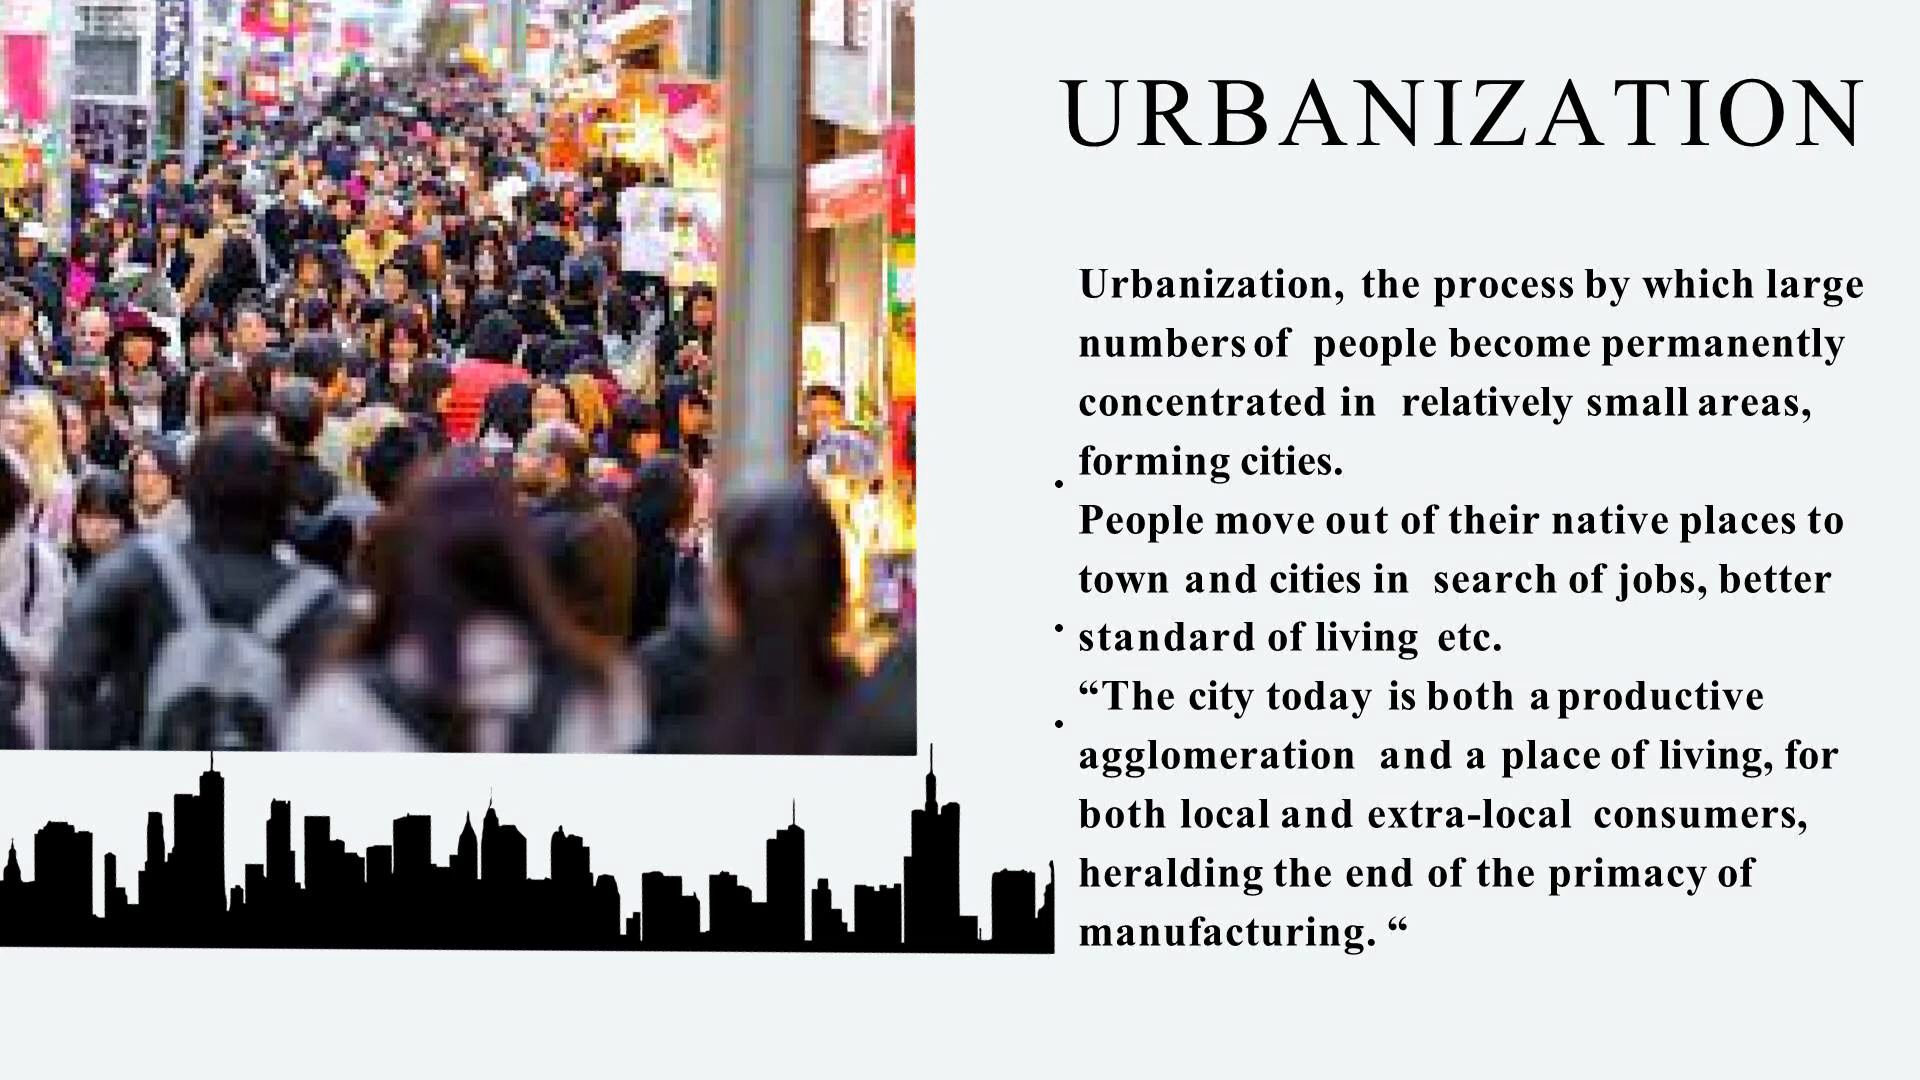 URBANIZATION
Urbanization, the process by which large
numbers of people become permanently
concentrated in relatively small areas,
forming cities.
People move out of their native places to
town and cities in search of jobs, better
• standard of living etc.
“The city today is both a productive
agglomeration and a place of living, for
both local and extra-local consumers,
heralding the end of the primacy of
manufacturing. “